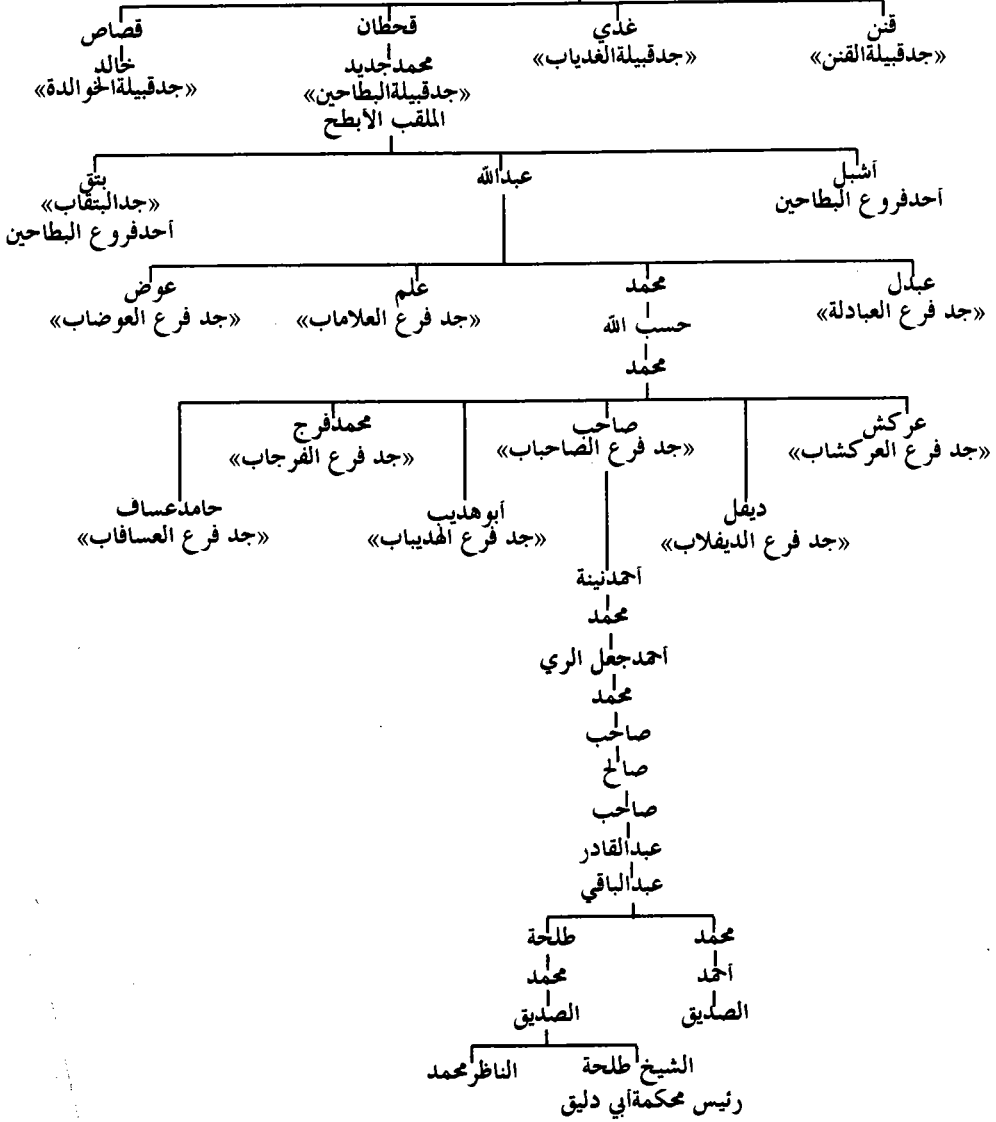 قنن
«جدقبيلةالقنن»
غذي
«جدقبيلةالغدياب»
قحطان
محمدجديد
«جدقبيلةالبطاحين»
الملقب الأبطح
قصاص
خالد
«جدقبيلةالخوالدة»
أشبل
أحدفروع البطاحين
عبدالله
بتق
«جدالبتقاب»
أحدفروع البطاحين
عبدل
«جد فرع العبادلة»
محمد
حسب الله
محمد
علم
«جد فرع العلاماب»
عوض
«جد فرع العوضاب»
عركش
«جد فرع العركشاب»
صاحب
«جد فرع الصاحباب»
محمدفرج
«جد فرع الفرجاب»
ديفل
«جد فرع الديفلاب»
أبوهديب
«جد فرع الهديباب»
حامدعساف
«جد فرع العسافاب»
أحمدنينة
محمد
أحمدجعل الري
محمد
صاحب
صالح
صاحب
عبدالقادر
عبدالباقي
محمد
أحمد
الصديق
طلحة
محمد
الصديق
الشيخ طلحة
رئيس محكمةأبي دليق
الناظرمحمد